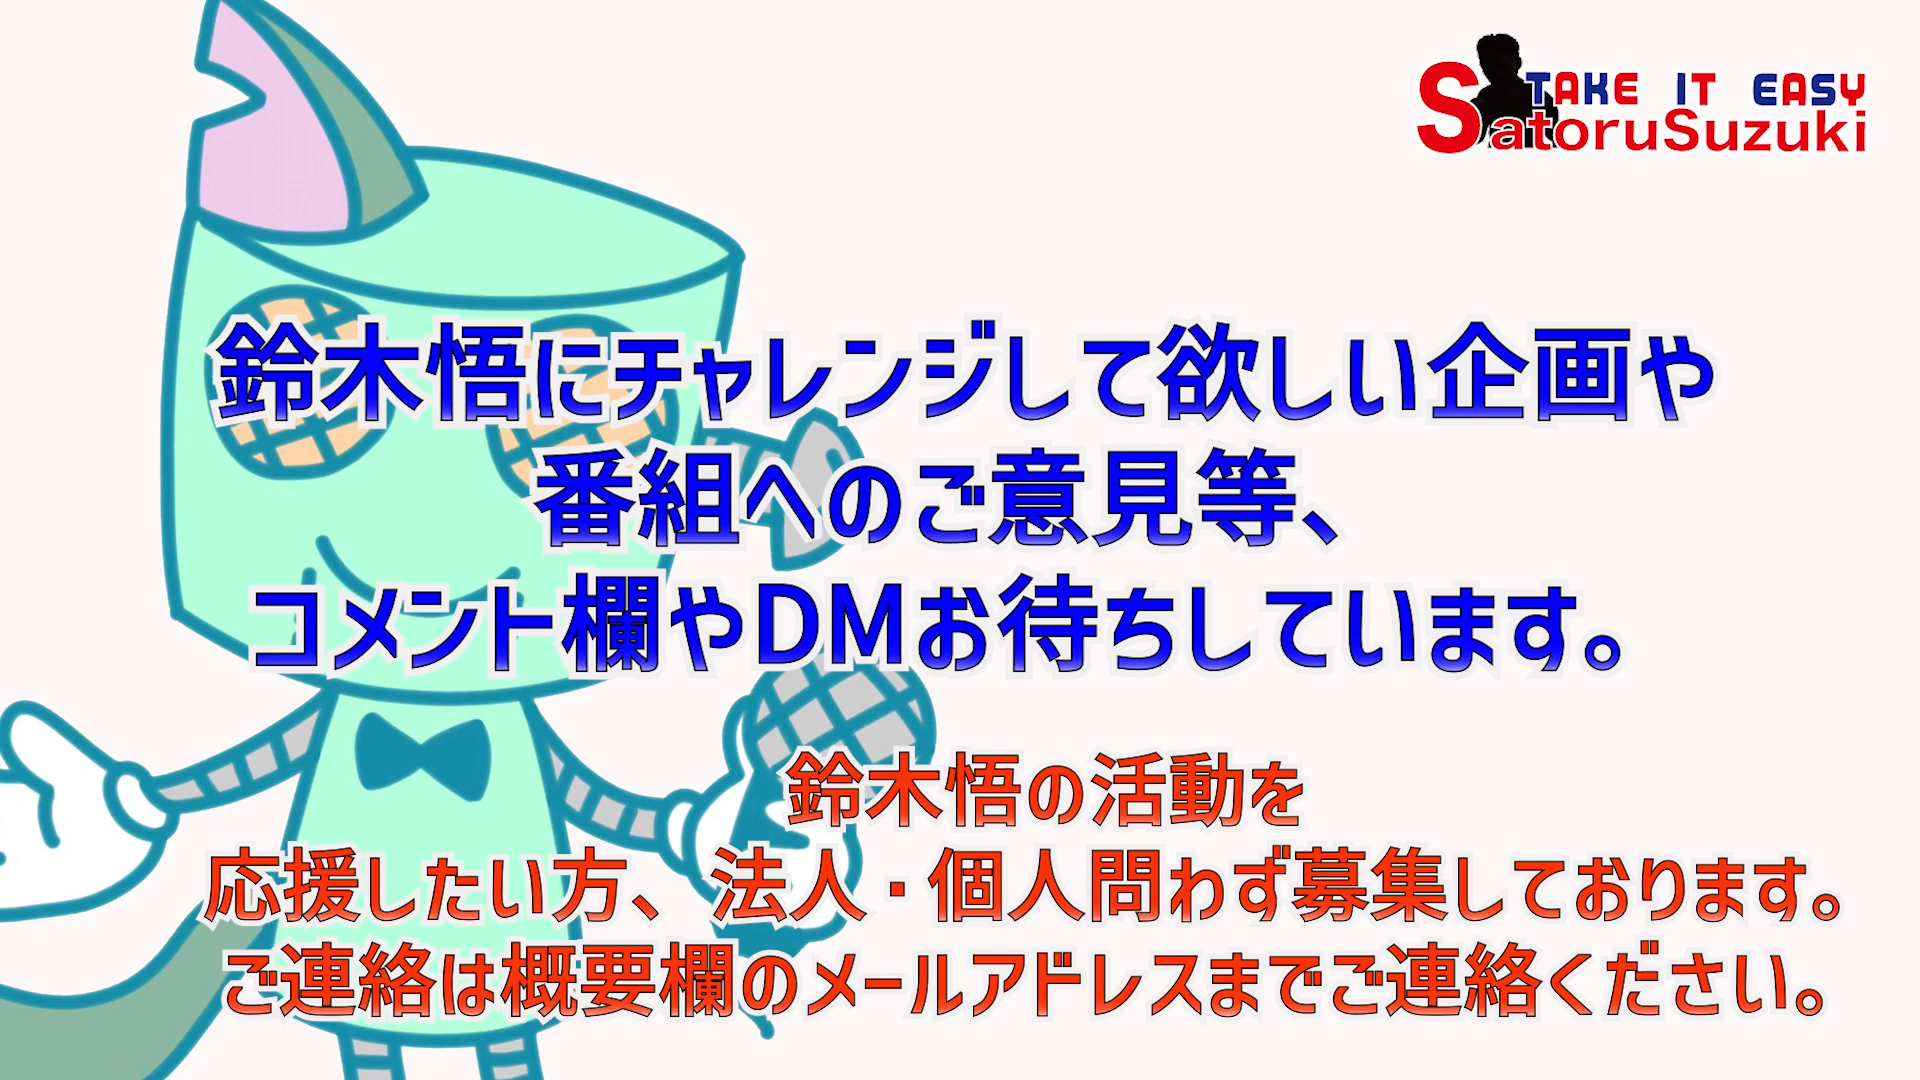 TAKE IT EASY
SatoruSuzuki
鈴木悟にチャレンジして欲しい企画や
番組へのご意見等、
コメント欄やDMお待ちしています。
鈴木悟の活動を
応援したい方、法人・個人問わず募集しております。
ご連絡は概要欄のメールアドレスまでご連絡ください。